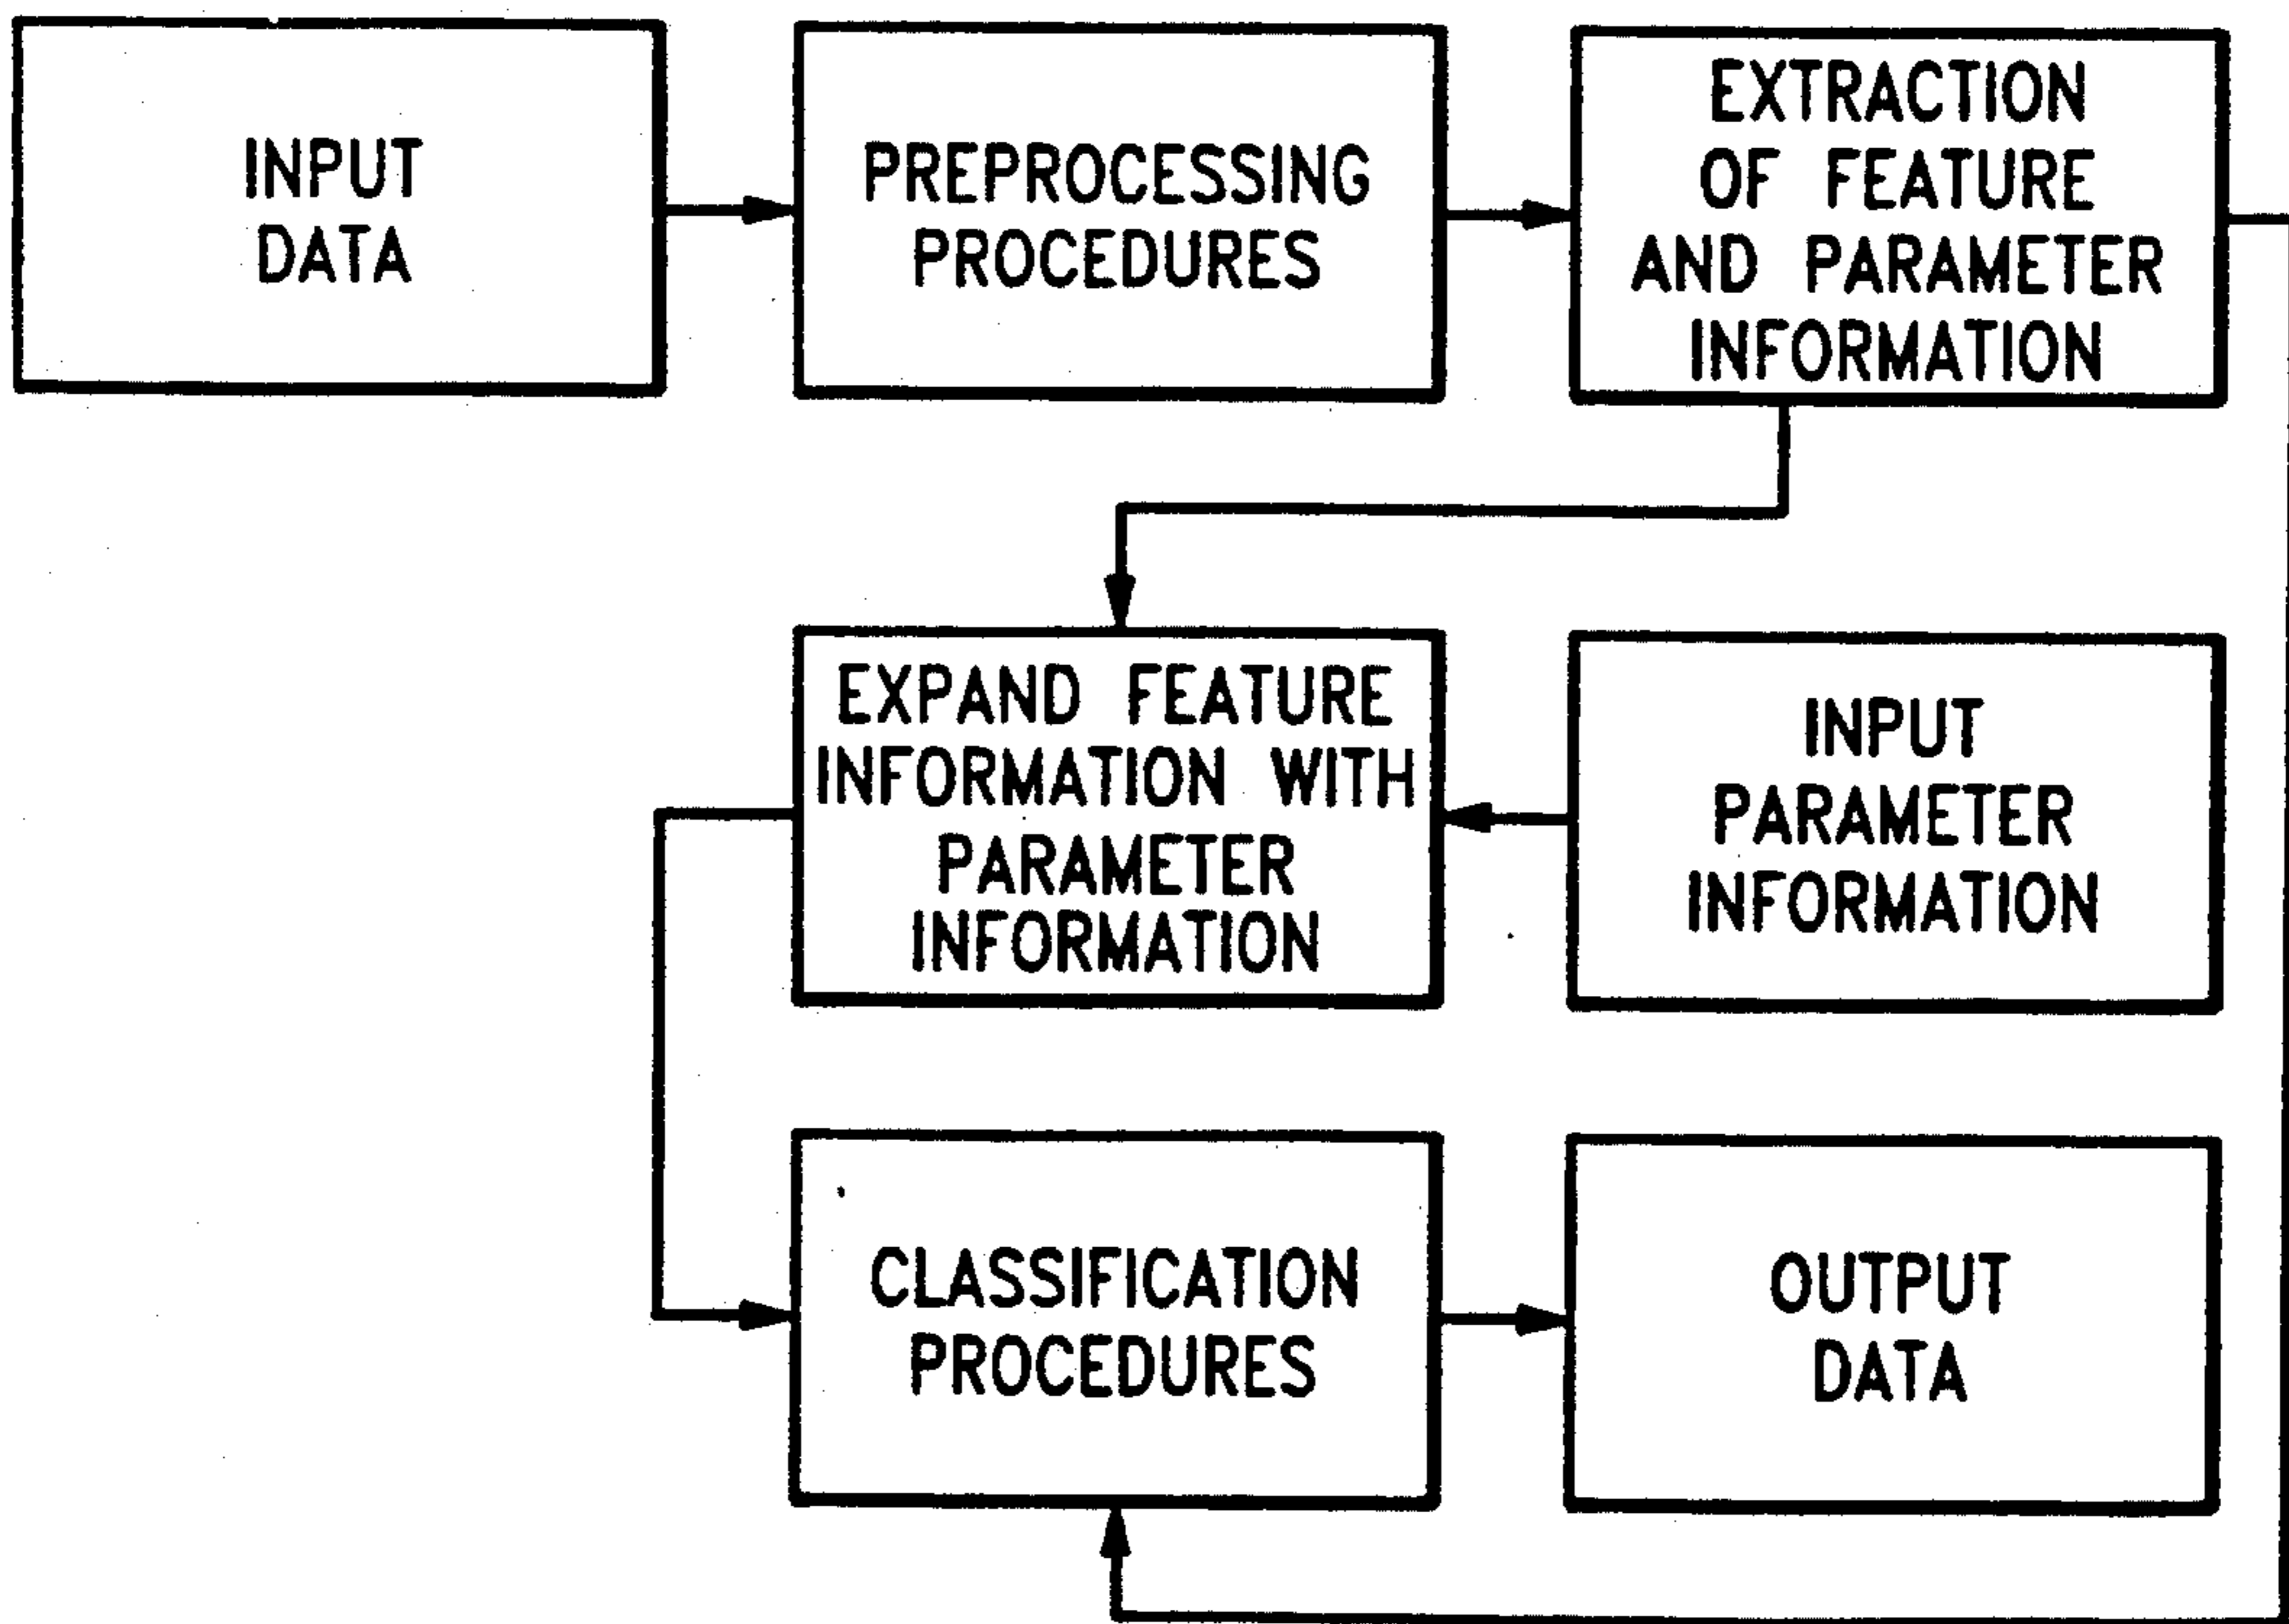 INPUT
DATA
PREPROCESSING
PROCEDURES
EXTRACTION
OF FEATURE
AND PARAMETER
INFORMATION
EXPAND FEATURE
INFORMATION WITH
PARAMETER
INFORMATION
INPUT
PARAMETER
INFORMATION
CLASSIFICATION
PROCEDURES
OUTPUT
DATA